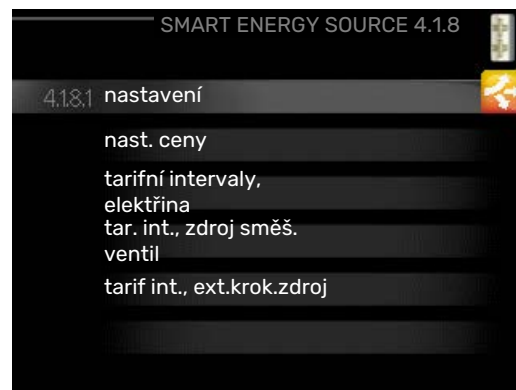 SMART ENERGY SOURCE 4.1.8
4.1.8.1 nastavení
nast. ceny
tarifní intervaly,
elektřina
tar. int., zdroj směš.
ventil
tarif int., ext.krok.zdroj